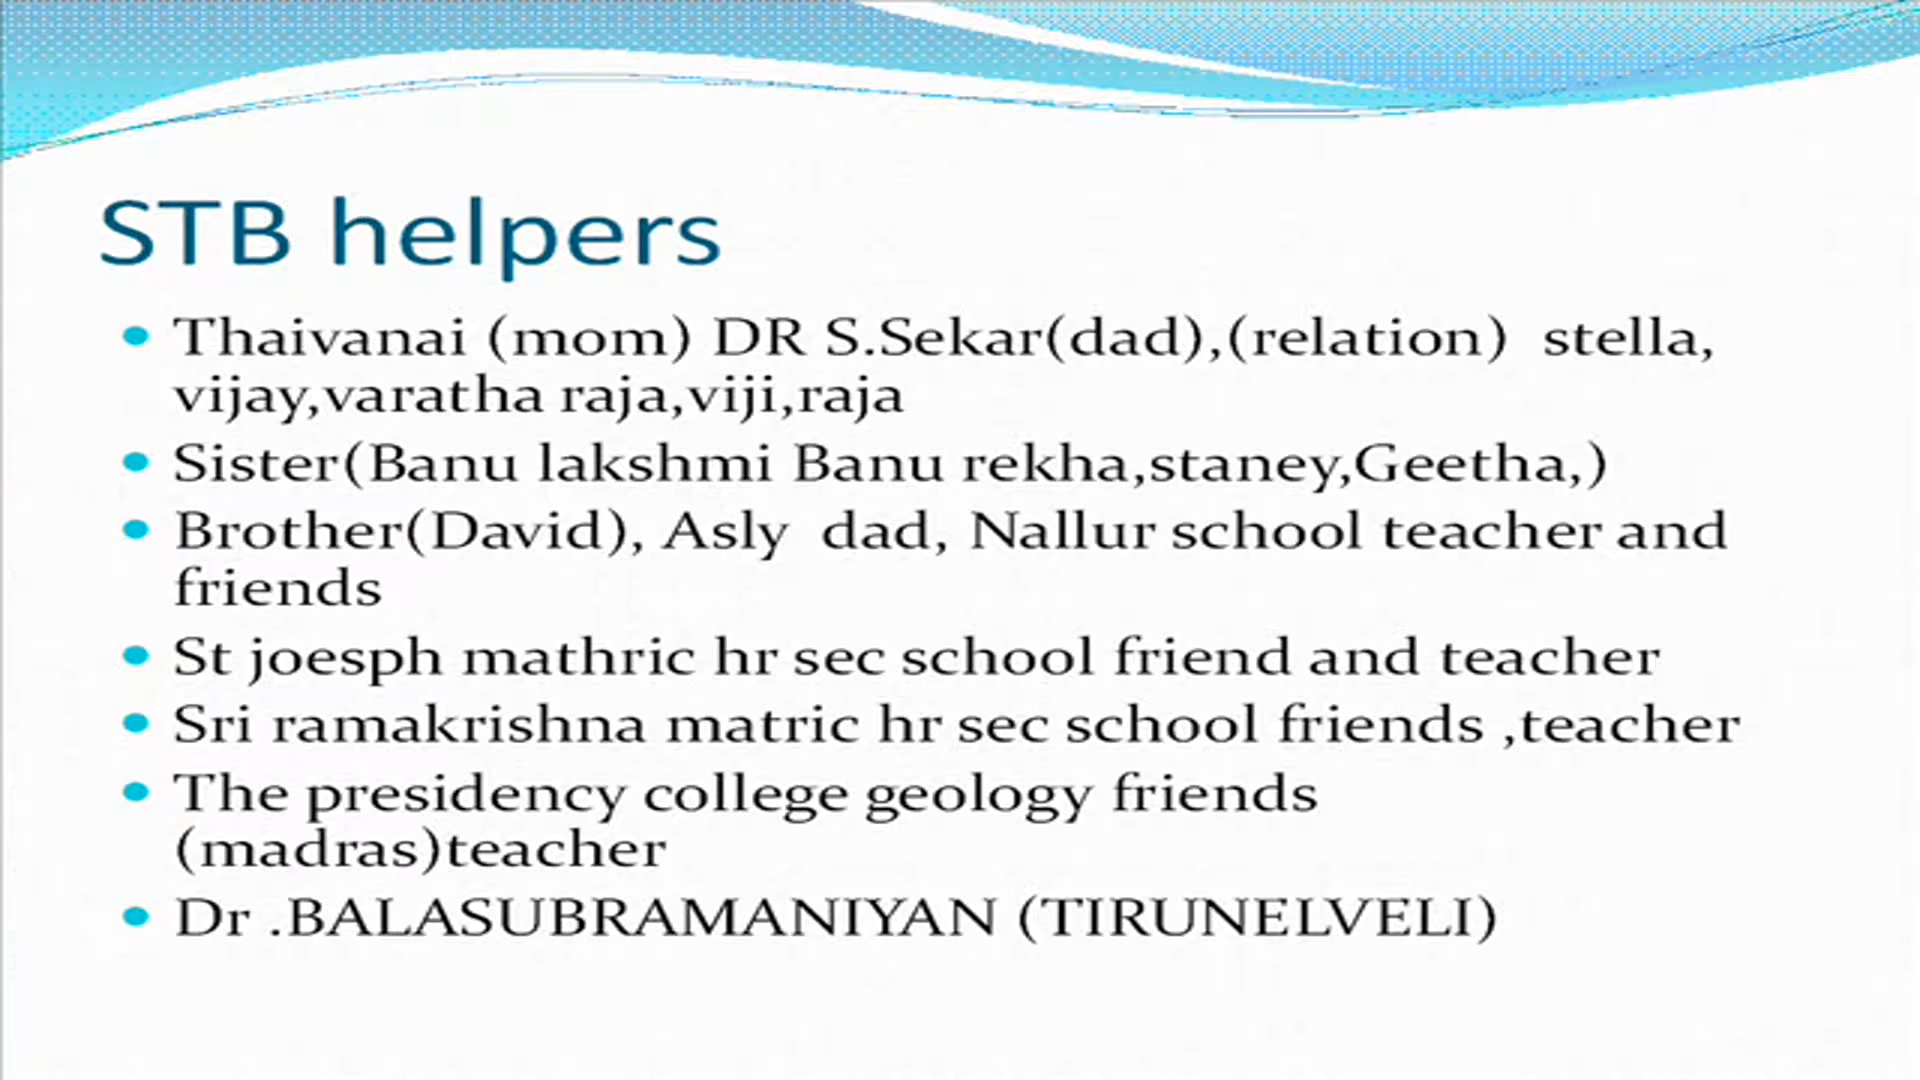 STB helpers
Thaivanai (mom) DR S.Sekar(dad),(relation) stella,
vijay,varatha raja,viji,raja
Sister(Banu lakshmi Banu rekha,staney,Geetha,)
Brother(David), Asly dad, Nallur school teacher and
friends
St joesph mathric hr sec school friend and teacher
Sri ramakrishna matric hr sec school friends ,teacher
The presidency college geology friends
(madras)teacher
Dr .BALASUBRAMANIYAN (TIRUNELVELI)